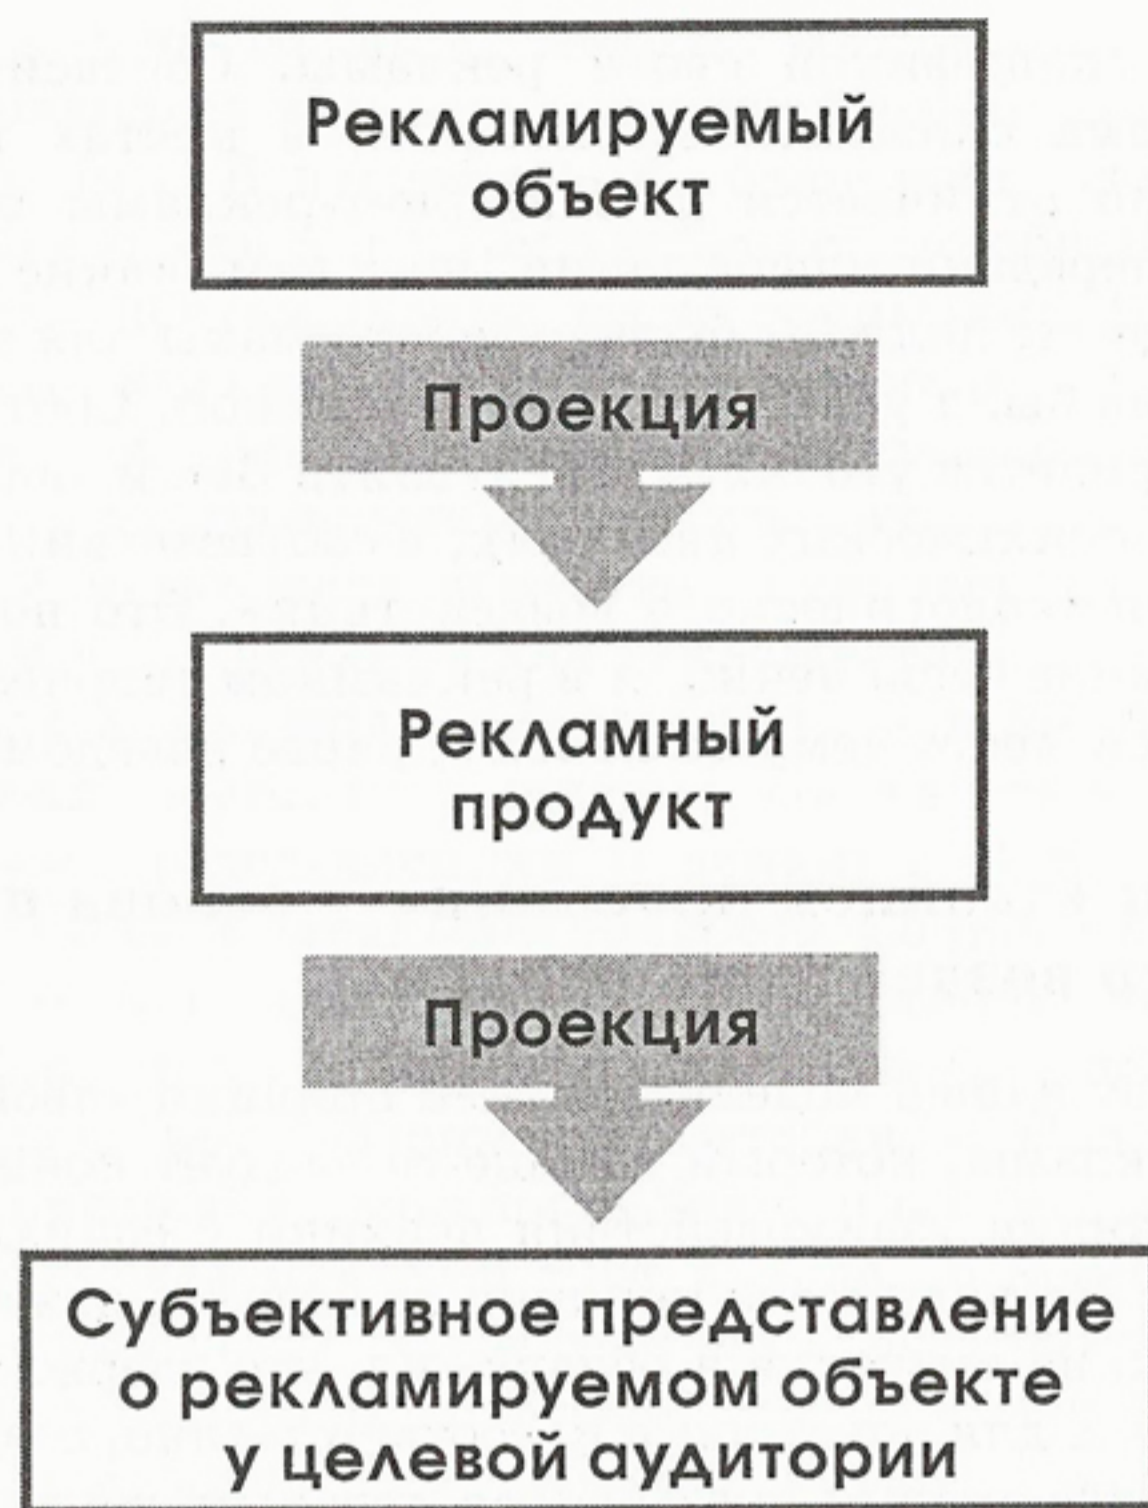 Рекламируемый
объект
Проекция
Рекламный
продукт
Проекция
Субъективное представление
о рекламируемом объекте
у целевой аудитории